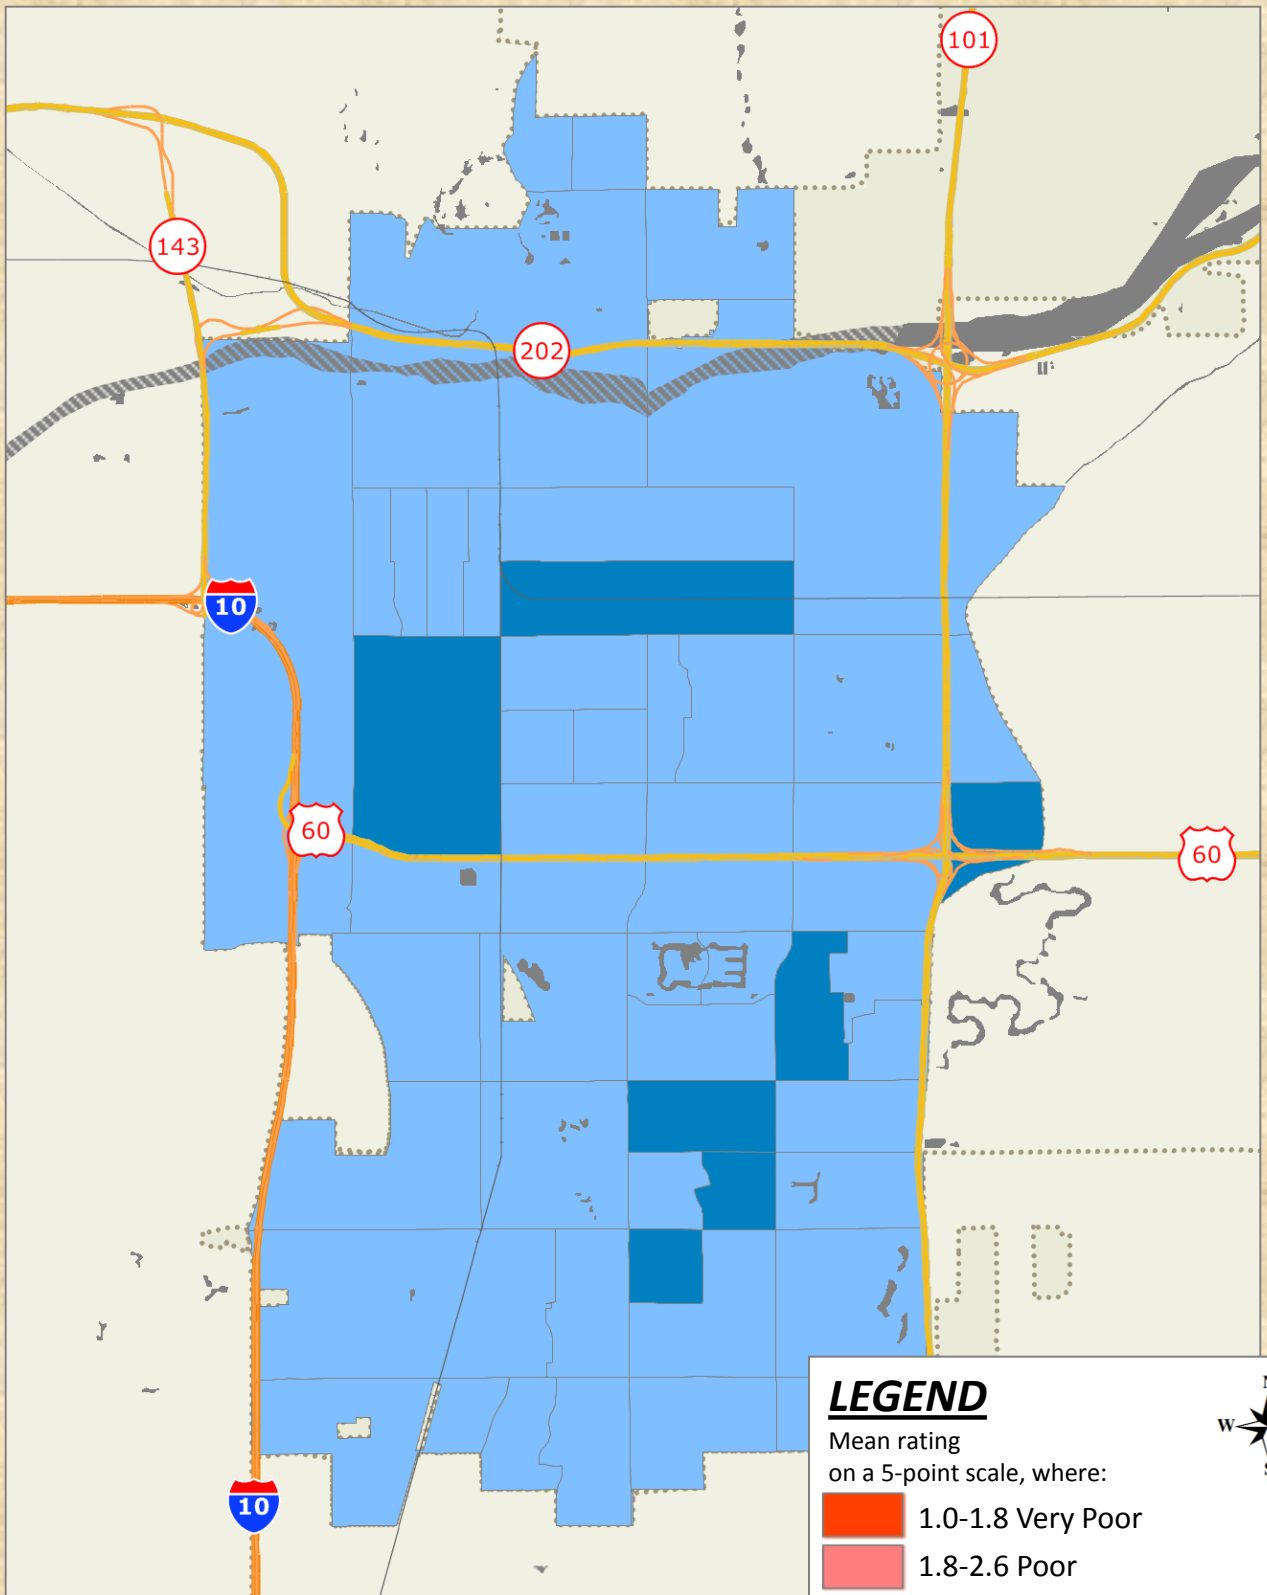 101
143
202
10
60
60
10
LEGEND
Mean rating
on a 5-point scale, where:
W
1.0-1.8 Very Poor
1.8-2.6 Poor